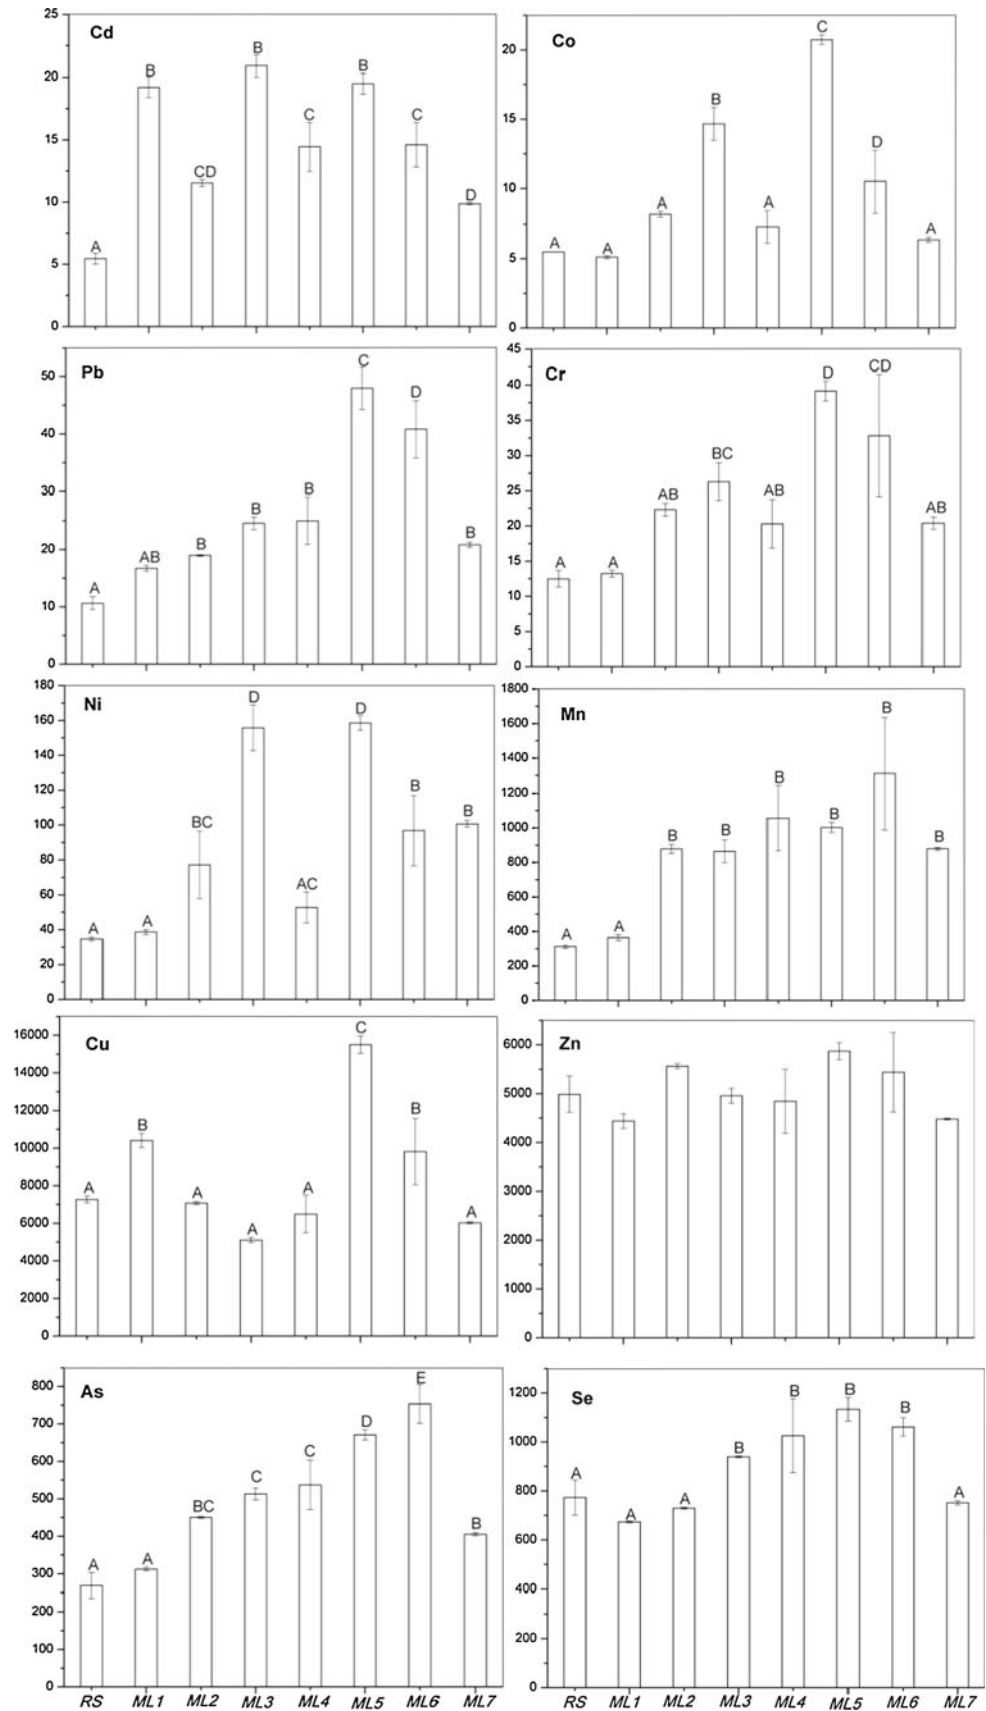 Cd
25
20
15
10
5
0
A
B
CD
B
C
B
C
D
Co
20
15
10
5
0
A
A
A
B
A
C
D
A
Pb
50
40
30
20
10
0
A
AB
B
B
B
C
D
B
Cr
45
40
35
30
25
20
15
10
5
0
A
A
AB
BC
AB
D
CD
AB
Ni
180
160
140
120
100
80
60
40
20
0
A
A
BC
D
AC
D
B
B
Mn
1800
1600
1400
1200
1000
800
600
400
200
0
A
A
B
B
B
B
B
B
Cu
16000
14000
12000
10000
8000
6000
4000
2000
0
A
B
A
A
A
C
B
A
Zn
6000
5000
4000
3000
2000
1000
0
As
800
700
600
500
400
300
200
100
0
A
A
BC
C
C
D
E
B
RS ML1 ML2 ML3 ML4 ML5 ML6 ML7
Se
1200
1000
800
600
400
200
0
A
A
A
B
B
B
B
A
RS ML1 ML2 ML3 ML4 ML5 ML6 ML7